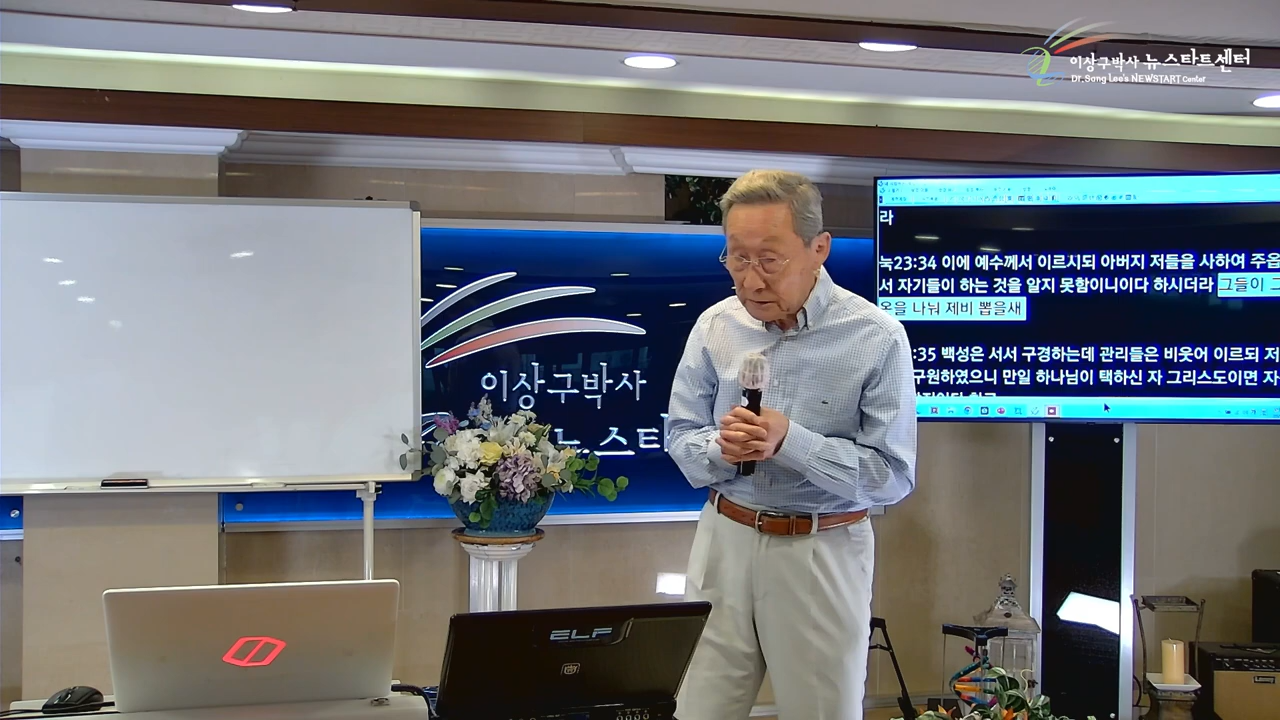 이상구박사 뉴스타트센터
Dr. Sang Lee's NEWSTART Center
라
눅23:34 이에 예수께서 이르시되 아버지 저들을 사하여 주옵
서 자기들이 하는 것을 알지 못함이니이다 하시더라 그들이 그
옷을 나눠 제비 뽑을새
:35 백성은 서서 구경하는데 관리들은 비웃어 이르되 저
구원하였으니 만일 하나님이 택하신 자 그리스도이면 자
이상구박사
뉴스타
ELF
Laney